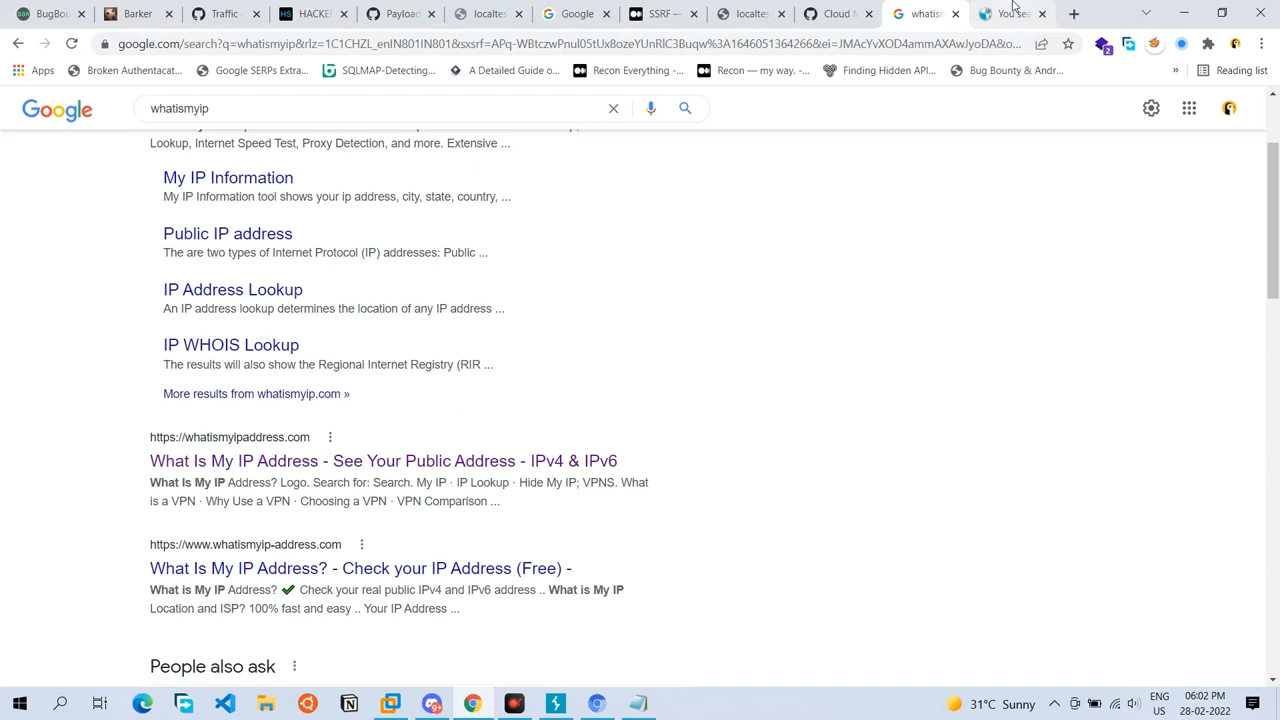 BugBou
Barker
Traffic -
HS HACKE
Payload
localtes
Google
SSRF —
localtes
Cloud M
whatism
You sea
google.com/search?q=whatismyip&rlz=1C1CHZL_enIN801IN801&sxsrf=APq-WBtczwPnul05tUx8ozeYUnRlC3Buqw%3A1646051364266&ei=JMAcYvXOD4ammAXAwJyoDA&o...
2
Apps
Broken Authentacat...
Google SERPs Extra...
SQLMAP-Detecting...
A Detailed Guide o...
Recon Everything -...
Recon — my way. -...
Finding Hidden API...
Bug Bounty & Andr...
»
Reading list
Google
whatismyip
Lookup, Internet Speed Test, Proxy Detection, and more. Extensive ...
My IP Information
My IP Information tool shows your ip address, city, state, country, ...
Public IP address
The are two types of Internet Protocol (IP) addresses: Public ...
IP Address Lookup
An IP address lookup determines the location of any IP address ...
IP WHOIS Lookup
The results will also show the Regional Internet Registry (RIR ...
More results from whatismyip.com »
https://whatismyipaddress.com
What Is My IP Address - See Your Public Address - IPv4 & IPv6
What Is My IP Address? Logo. Search for: Search. My IP · IP Lookup · Hide My IP; VPNS. What
is a VPN · Why Use a VPN · Choosing a VPN · VPN Comparison ...
https://www.whatismyip-address.com
What Is My IP Address? - Check your IP Address (Free) -
What is My IP Address? ✔ Check your real public IPv4 and IPv6 address .. What is My IP
Location and ISP? 100% fast and easy .. Your IP Address ...
People also ask
9+
31°C Sunny
ENG
US
06:02 PM
28-02-2022